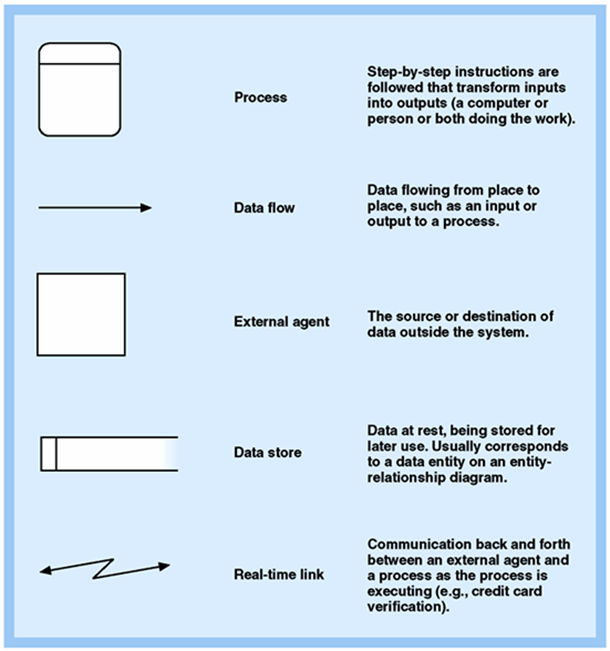 Process
Step-by-step instructions are
followed that transform inputs
into outputs (a computer or
person or both doing the work).
Data flow
Data flowing from place to
place, such as an input or
output to a process.
External agent
The source or destination of
data outside the system.
Data store
Data at rest, being stored for
later use. Usually corresponds
to a data entity on an entity-
relationship diagram.
Real-time link
Communication back and forth
between an external agent and
a process as the process is
executing (e.g., credit card
verification).